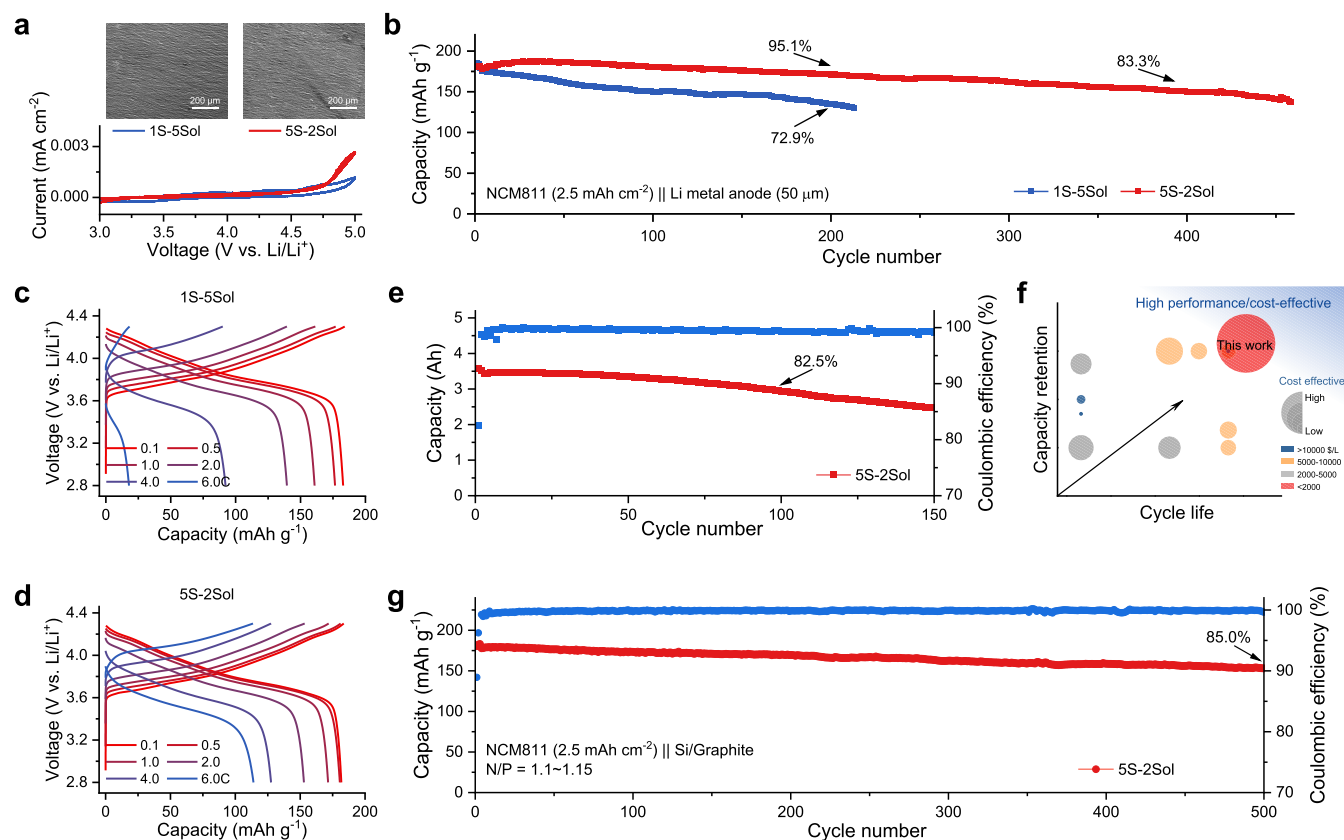 a
200 µm
200 µm
1S-5Sol
5S-2Sol
Current (mA cm⁻²)
0.003
0.000
3.0
3.5
4.0
4.5
5.0
Voltage (V vs. Li/Li⁺)
b
Capacity (mAh g⁻¹)
200
150
100
50
0
95.1%
83.3%
72.9%
NCM811 (2.5 mAh cm⁻²) || Li metal anode (50 µm)
1S-5Sol
5S-2Sol
0
100
200
300
400
Cycle number
c
1S-5Sol
Voltage (V vs. Li/Li⁺)
4.4
4.0
3.6
3.2
2.8
0.1
0.5
1.0
2.0
4.0
6.0C
0
50
100
150
200
Capacity (mAh g⁻¹)
e
Capacity (Ah)
5
4
3
2
1
0
82.5%
5S-2Sol
100
90
80
70
Coulombic efficiency (%)
0
50
100
150
Cycle number
f
High performance/cost-effective
This work
Capacity retention
Cost effective
High
Low
>10000 $/L
5000-10000
2000-5000
<2000
Cycle life
d
5S-2Sol
Voltage (V vs. Li/Li⁺)
4.4
4.0
3.6
3.2
2.8
0.1
0.5
1.0
2.0
4.0
6.0C
0
50
100
150
200
Capacity (mAh g⁻¹)
g
Capacity (mAh g⁻¹)
200
150
100
50
0
85.0%
NCM811 (2.5 mAh cm⁻²) || Si/Graphite
N/P = 1.1~1.15
5S-2Sol
100
90
80
70
Coulombic efficiency (%)
0
100
200
300
400
500
Cycle number